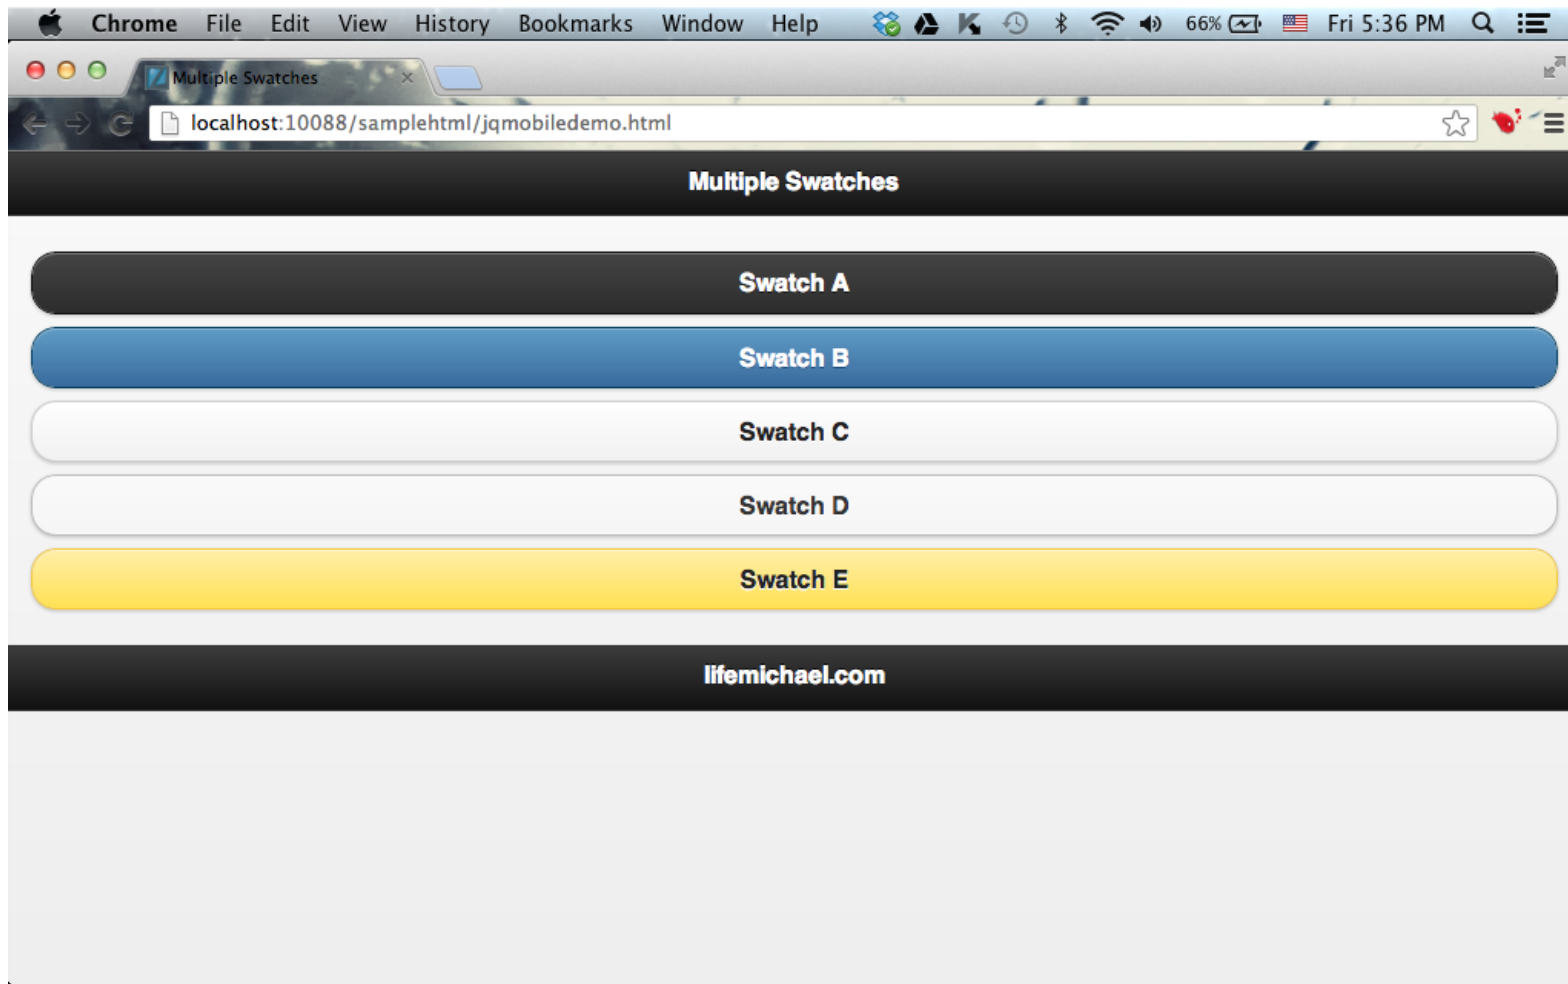 Chrome File Edit View History Bookmarks Window Help 66% Fri 5:36 PM
Multiple Swatches
localhost:10088/samplehtml/jqmobiledemo.html
Multiple Swatches
Swatch A
Swatch B
Swatch C
Swatch D
Swatch E
lifemichael.com